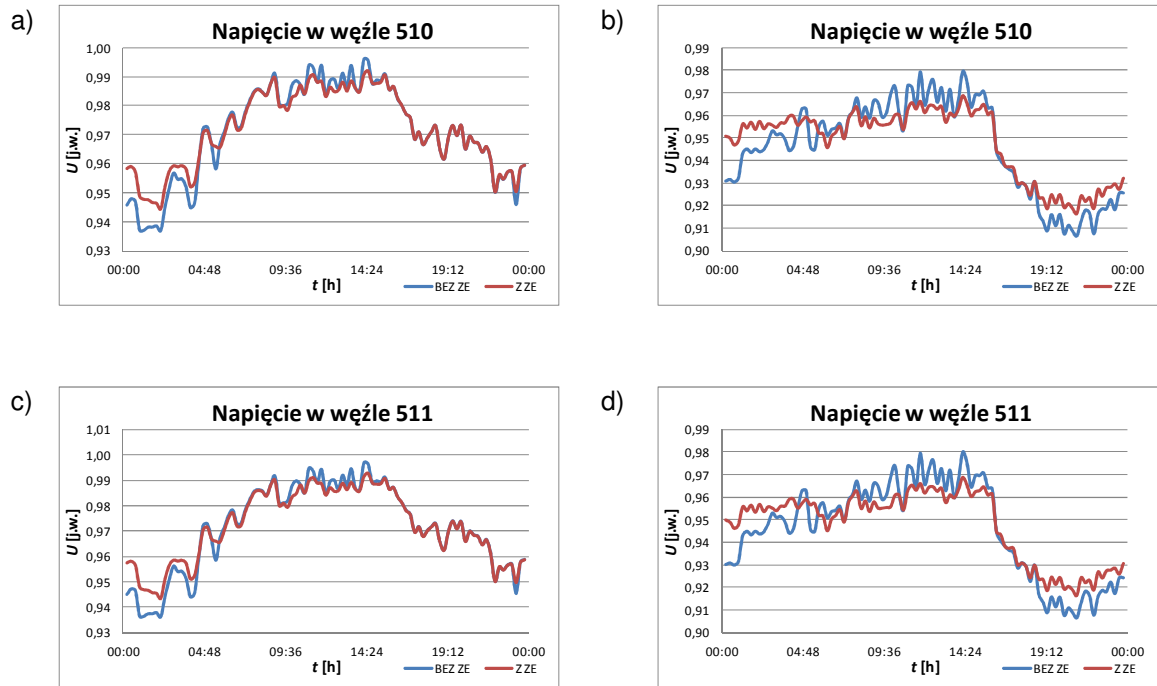 a)
Napięcie w węźle 510
1,00
0,99
0,98
0,97
0,96
0,95
0,94
0,93
U [j.w.]
00:00 04:48 09:36 14:24 19:12 00:00
t [h]
BEZ ZE Z ZE
b)
Napięcie w węźle 510
0,99
0,98
0,97
0,96
0,95
0,94
0,93
0,92
0,91
0,90
U [j.w.]
00:00 04:48 09:36 14:24 19:12 00:00
t [h]
BEZ ZE Z ZE
c)
Napięcie w węźle 511
1,01
1,00
0,99
0,98
0,97
0,96
0,95
0,94
0,93
U [j.w.]
00:00 04:48 09:36 14:24 19:12 00:00
t [h]
BEZ ZE Z ZE
d)
Napięcie w węźle 511
0,99
0,98
0,97
0,96
0,95
0,94
0,93
0,92
0,91
0,90
U [j.w.]
00:00 04:48 09:36 14:24 19:12 00:00
t [h]
BEZ ZE Z ZE